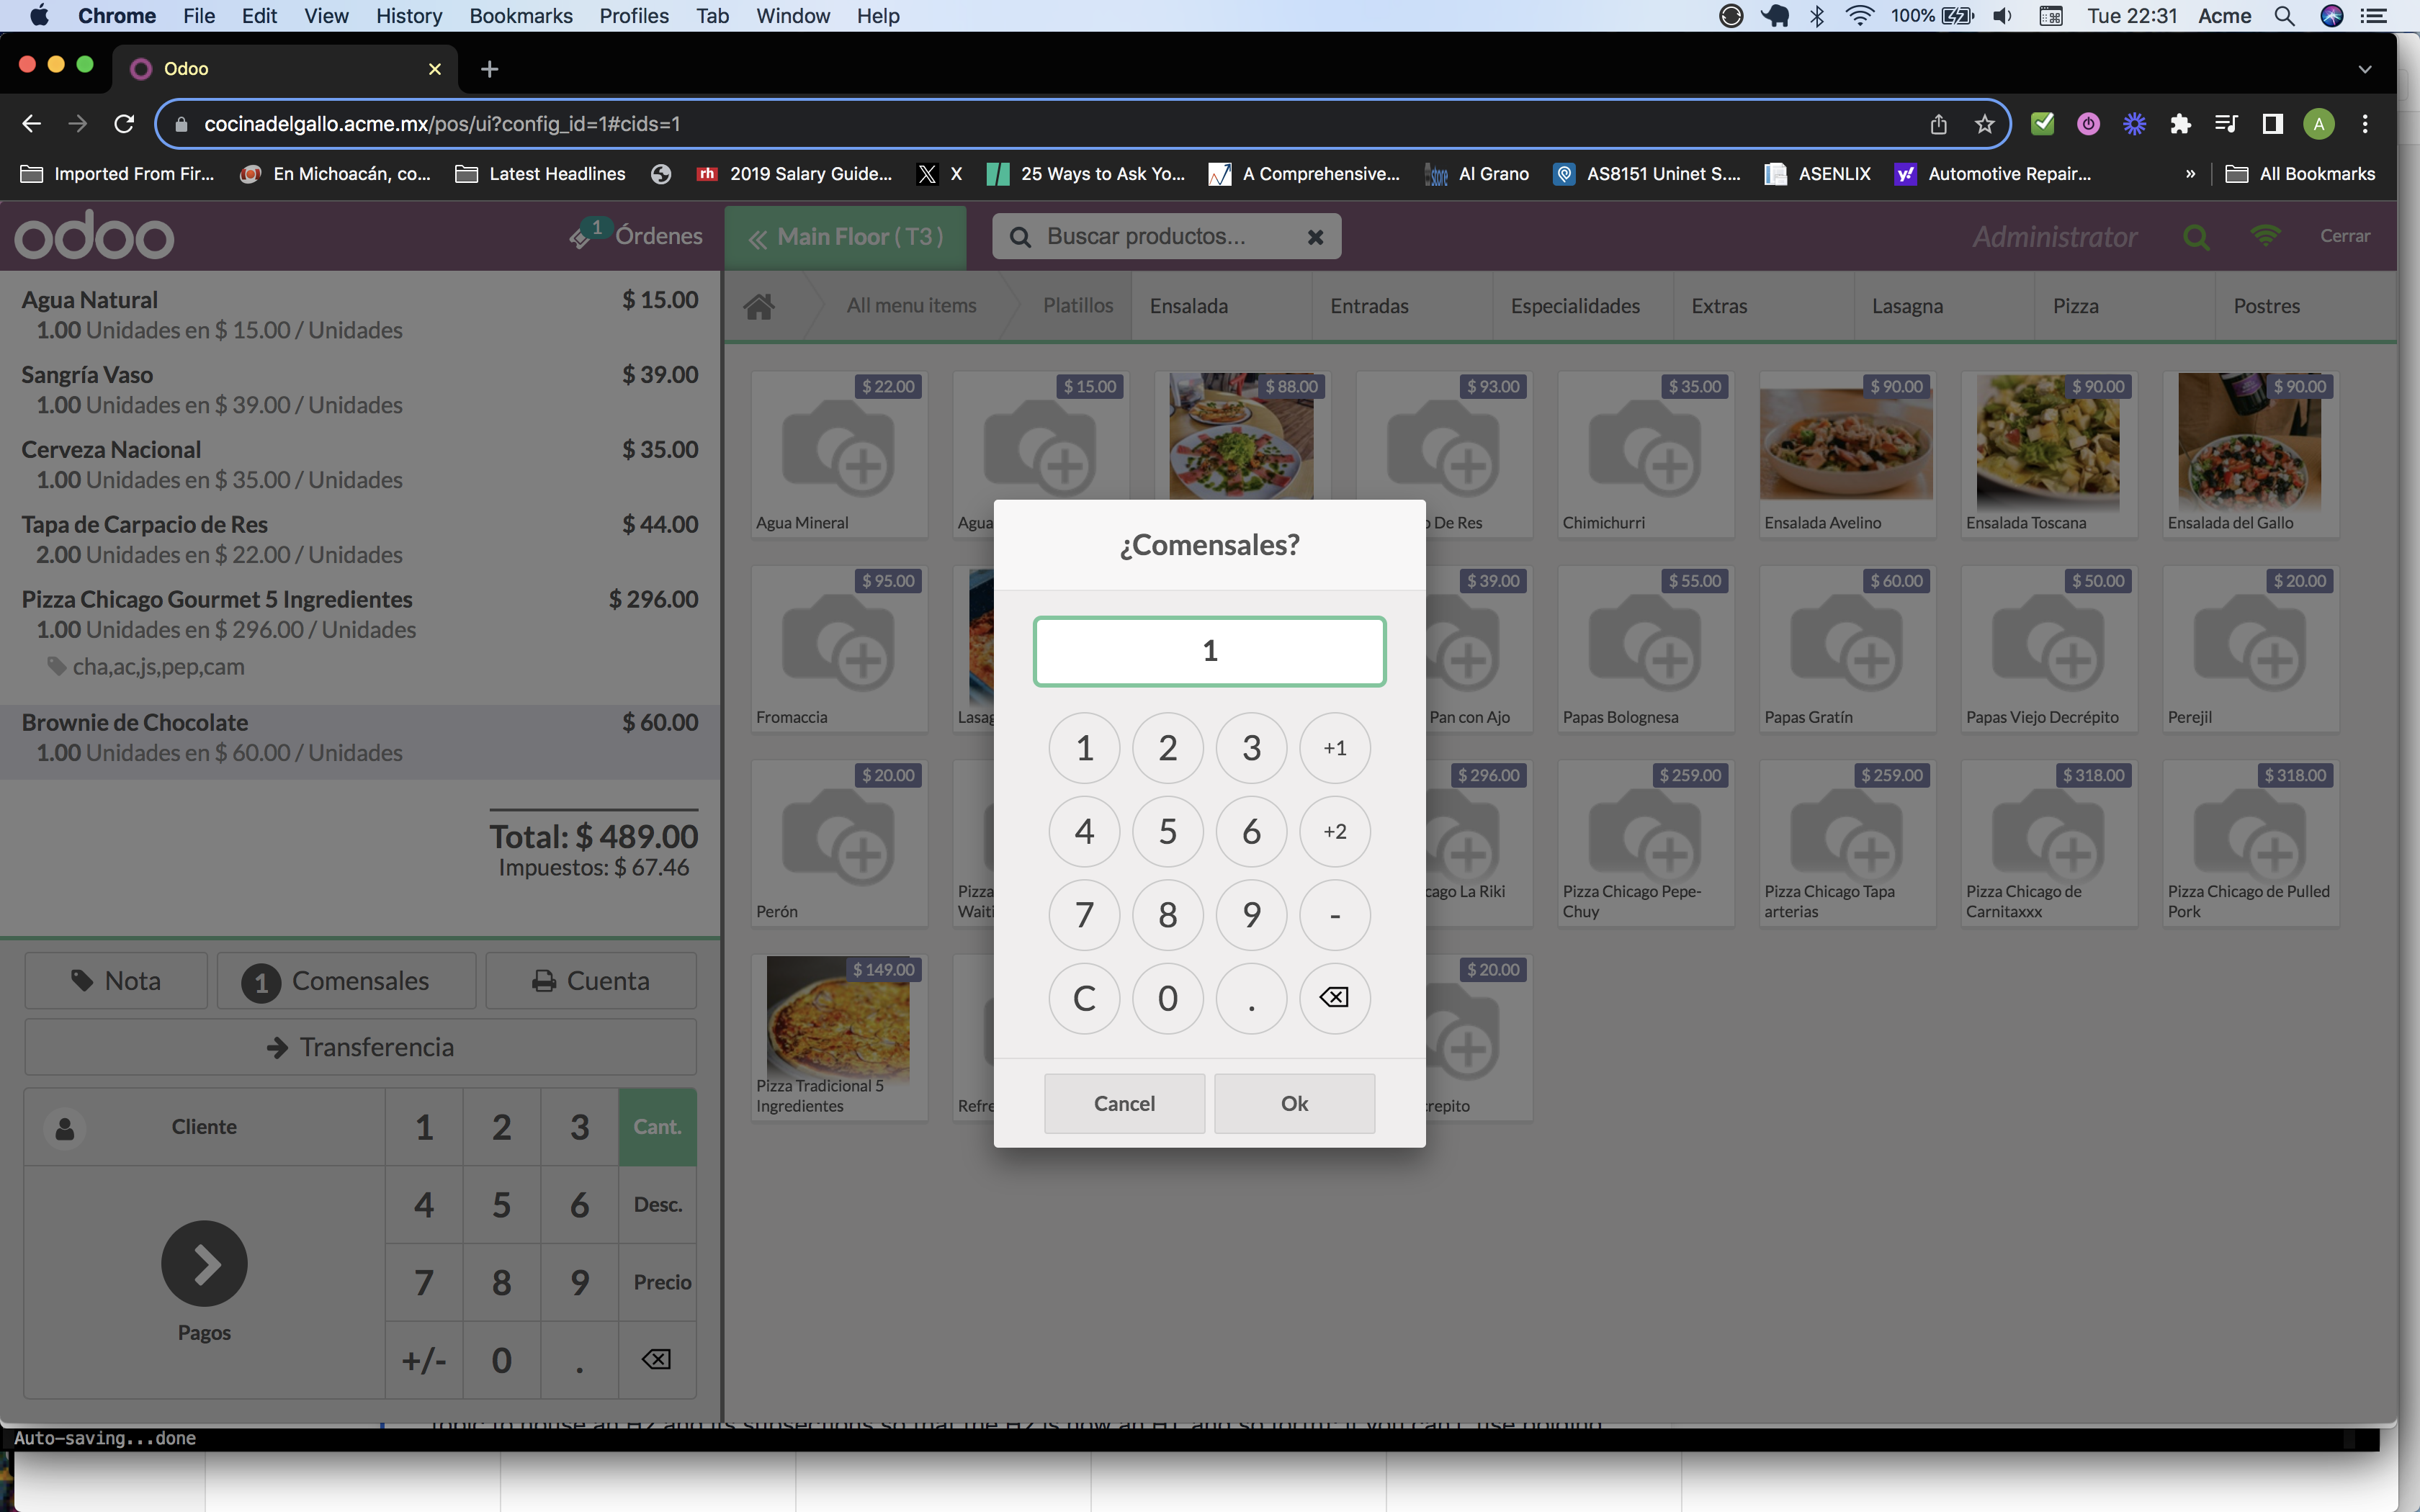 Chrome File Edit View History Bookmarks Profiles Tab Window Help 100% Tue 22:31 Acme
Odoo
cocinadelgallo.acme.mx/pos/ui?config_id=1#cids=1
A
Imported From Fir... En Michoacán, co... Latest Headlines rh 2019 Salary Guide... X 25 Ways to Ask Yo... A Comprehensive... store Al Grano AS8151 Uninet S.... ASENLIX y! Automotive Repair... » All Bookmarks
odoo 1 Órdenes Main Floor ( T3 ) Buscar productos... Administrator Cerrar
All menu items Platillos Ensalada Entradas Especialidades Extras Lasagna Pizza Postres
Agua Natural $ 15.00
1.00 Unidades en $ 15.00 / Unidades
Sangría Vaso $ 39.00
1.00 Unidades en $ 39.00 / Unidades
Cerveza Nacional $ 35.00
1.00 Unidades en $ 35.00 / Unidades
Tapa de Carpacio de Res $ 44.00
2.00 Unidades en $ 22.00 / Unidades
Pizza Chicago Gourmet 5 Ingredientes $ 296.00
1.00 Unidades en $ 296.00 / Unidades
cha,ac,js,pep,cam
Brownie de Chocolate $ 60.00
1.00 Unidades en $ 60.00 / Unidades
Total: $ 489.00
Impuestos: $ 67.46
Nota 1 Comensales Cuenta
Transferencia
Cliente 1 2 3 Cant.
4 5 6 Desc.
7 8 9 Precio
Pagos
+/- 0 .
$ 22.00 $ 15.00 $ 88.00 $ 93.00 $ 35.00 $ 90.00 $ 90.00 $ 90.00
Agua Mineral Agua De Res Chimichurri Ensalada Avelino Ensalada Toscana Ensalada del Gallo
$ 95.00 $ 39.00 $ 55.00 $ 60.00 $ 50.00 $ 20.00
Fromaccia Lasag Pan con Ajo Papas Bolognesa Papas Gratín Papas Viejo Decrépito Perejil
$ 20.00 $ 296.00 $ 259.00 $ 259.00 $ 318.00 $ 318.00
Perón Pizza cago La Riki Pizza Chicago Pepe- Pizza Chicago Tapa Pizza Chicago de Pizza Chicago de Pulled
Waiti Chuy arterias Carnitaxxx Pork
$ 149.00 $ 20.00
Pizza Tradicional 5
Ingredientes Refre repito
¿Comensales?
1
1 2 3 +1
4 5 6 +2
7 8 9 -
C 0 .
Cancel Ok
Auto-saving...done